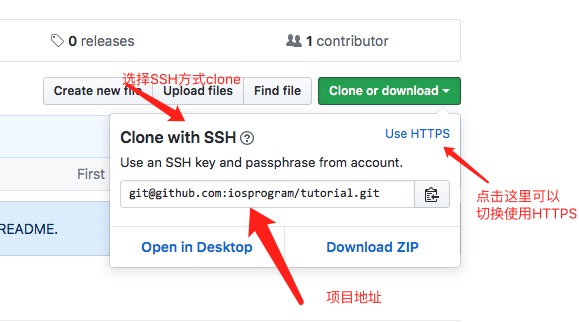 0 releases
1 contributor
选择SSH方式clone
Create new file
Upload files
Find file
Clone or download
Clone with SSH ?
Use HTTPS
Use an SSH key and passphrase from account.
First
git@github.com:iosprogram/tutorial.git
点击这里可以
切换使用HTTPS
README.
Open in Desktop
Download ZIP
项目地址